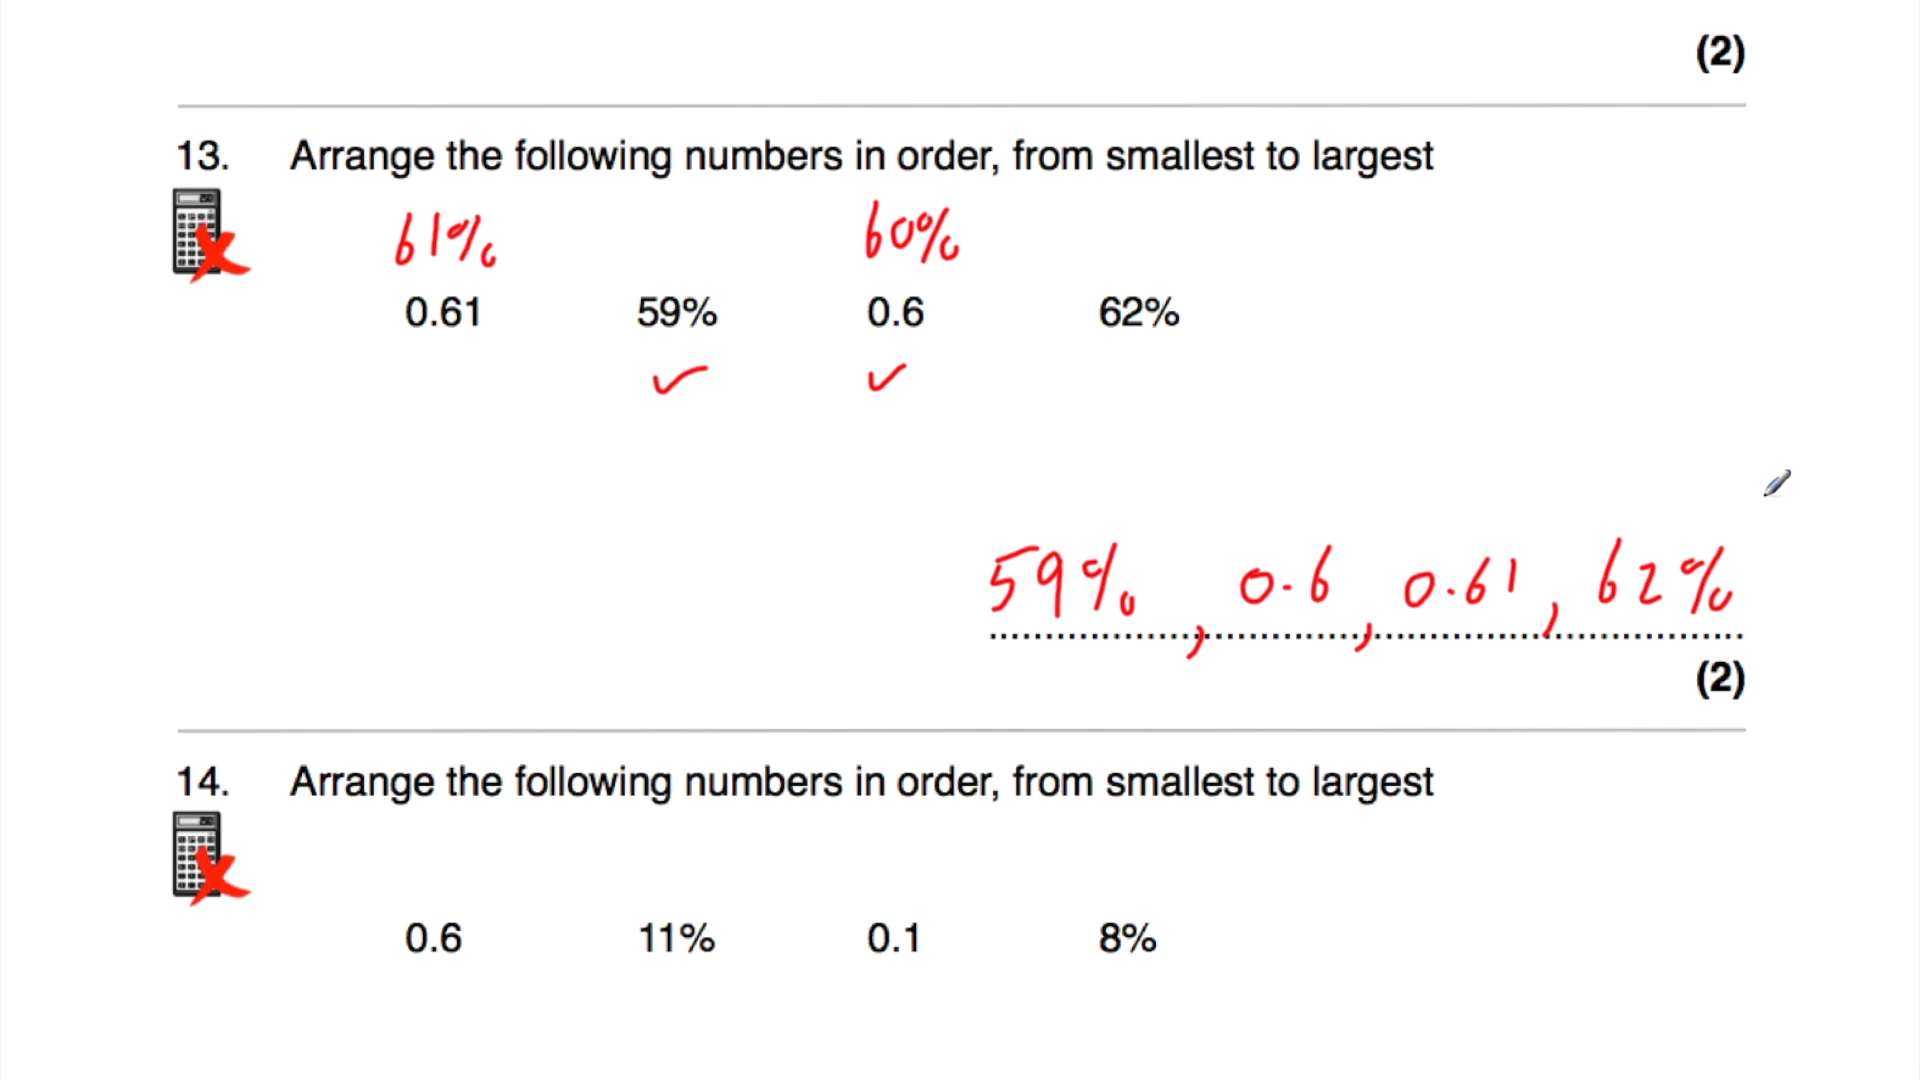 (2)
13. Arrange the following numbers in order, from smallest to largest
61% 60%
0.61 59% 0.6 62%
59%, 0.6, 0.61, 62%
(2)
14. Arrange the following numbers in order, from smallest to largest
0.6 11% 0.1 8%